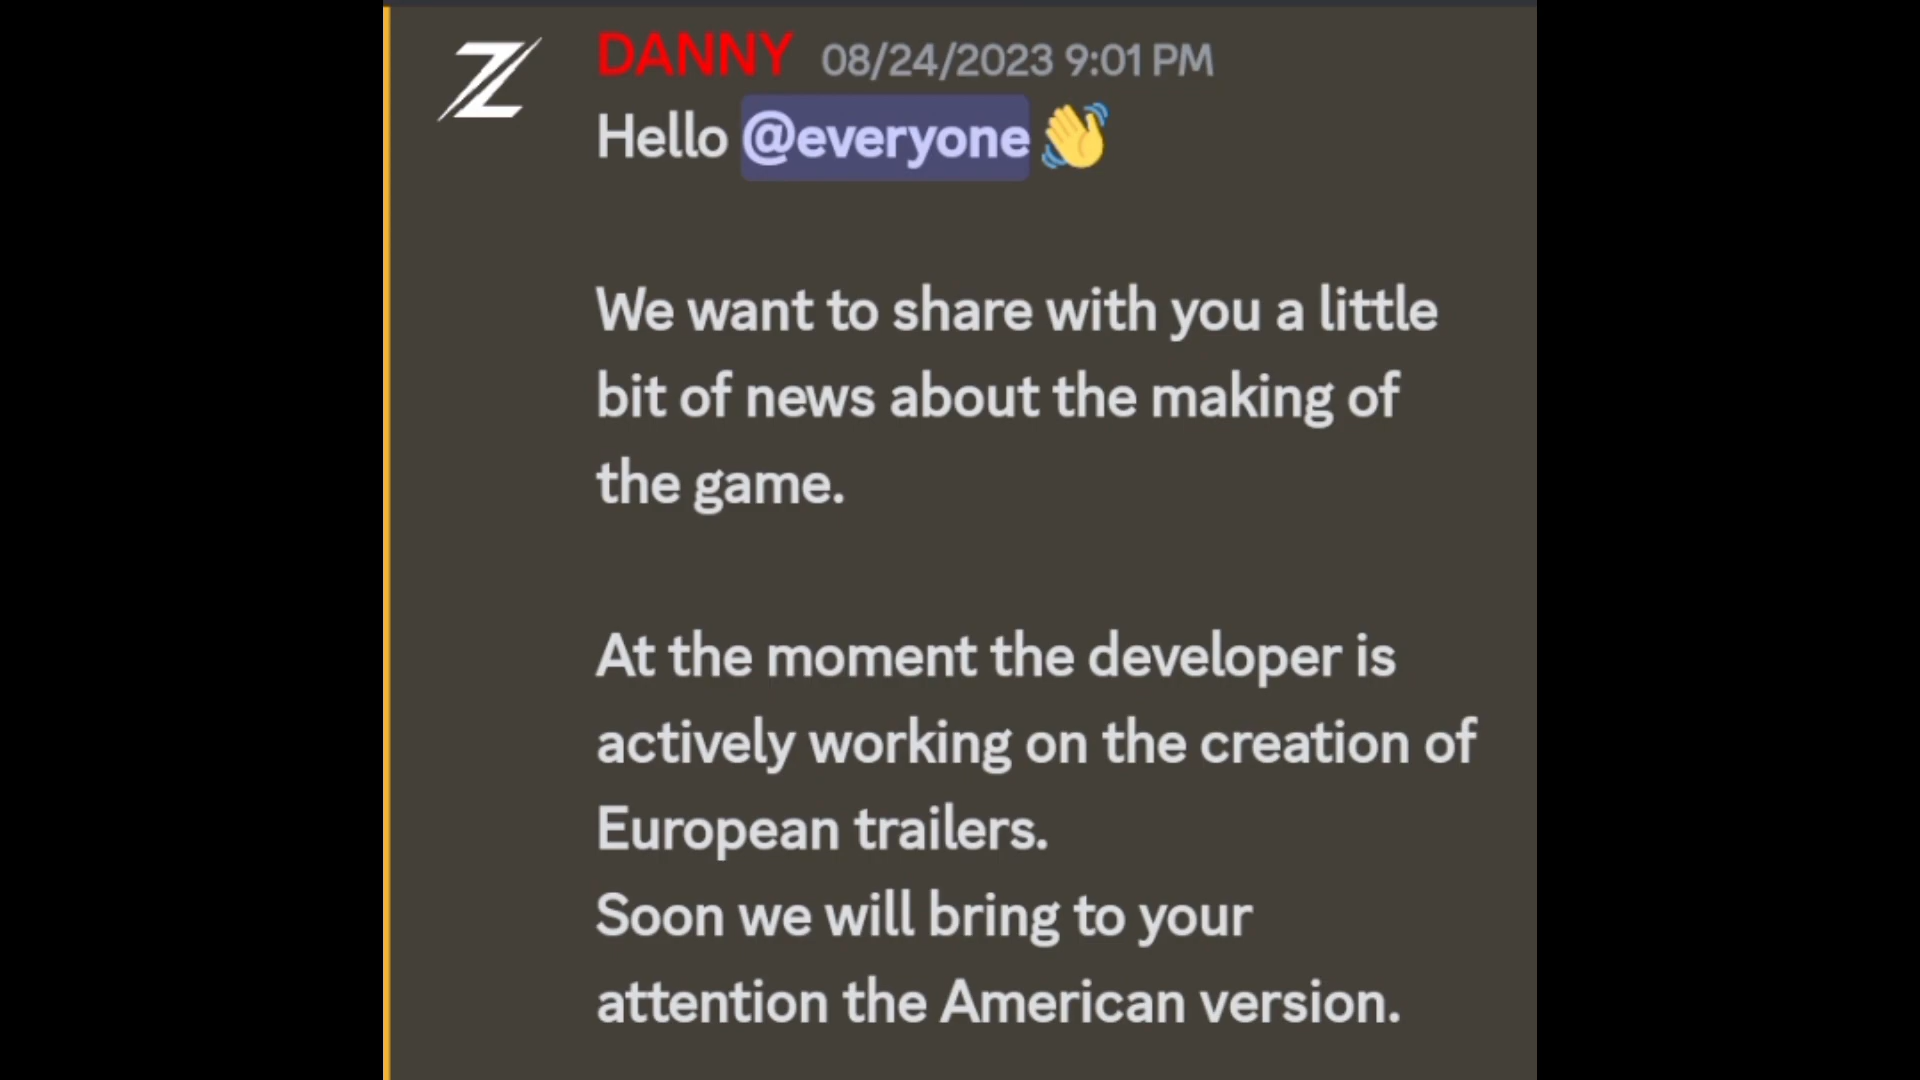 DANNY 08/24/2023 9:01 PM
Hello @everyone 👋
We want to share with you a little
bit of news about the making of
the game.
At the moment the developer is
actively working on the creation of
European trailers.
Soon we will bring to your
attention the American version.